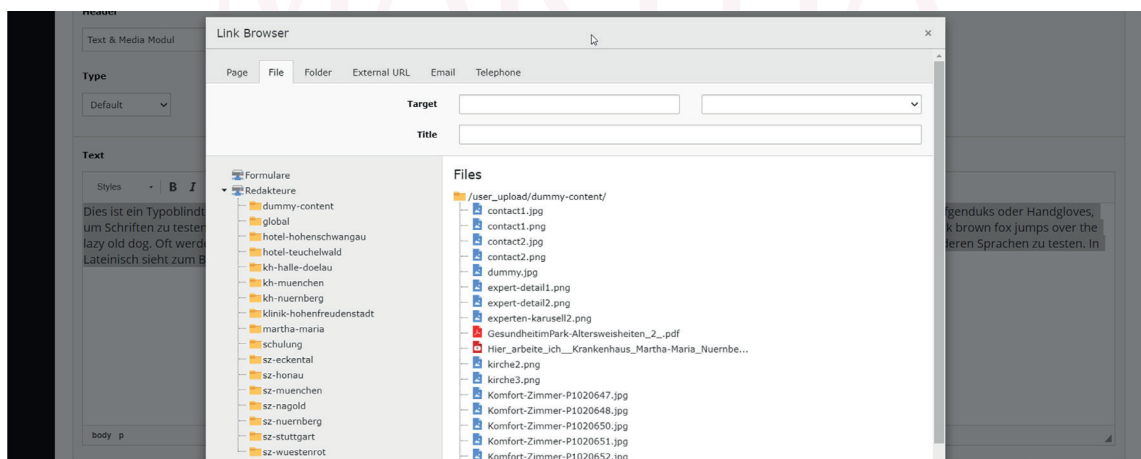 Header
Text & Media Modul
Type
Default
Text
Styles B I
Dies ist ein Typoblindt
um Schriften zu testen
lazy old dog. Oft werde
Lateinisch sieht zum B
fgenduks oder Handgloves,
k brown fox jumps over the
deren Sprachen zu testen. In
body p
Link Browser
×
Page File Folder External URL Email Telephone
Target
Title
Formulare
Redakteure
dummy-content
global
hotel-hohenschwangau
hotel-teuchelwald
kh-halle-doelau
kh-muenchen
kh-nuernberg
klinik-hohenfreudenstadt
martha-maria
schulung
sz-eckental
sz-honau
sz-muenchen
sz-nagold
sz-nuernberg
sz-stuttgart
sz-wuestenrot
Files
/user_upload/dummy-content/
contact1.jpg
contact1.png
contact2.jpg
contact2.png
dummy.jpg
expert-detail1.png
expert-detail2.png
experten-karusell2.png
GesundheitimPark-Altersweisheiten_2_.pdf
Hier_arbeite_ich__Krankenhaus_Martha-Maria_Nuernbe...
kirche2.png
kirche3.png
Komfort-Zimmer-P1020647.jpg
Komfort-Zimmer-P1020648.jpg
Komfort-Zimmer-P1020650.jpg
Komfort-Zimmer-P1020651.jpg
Komfort-Zimmer-P1020652.jpg